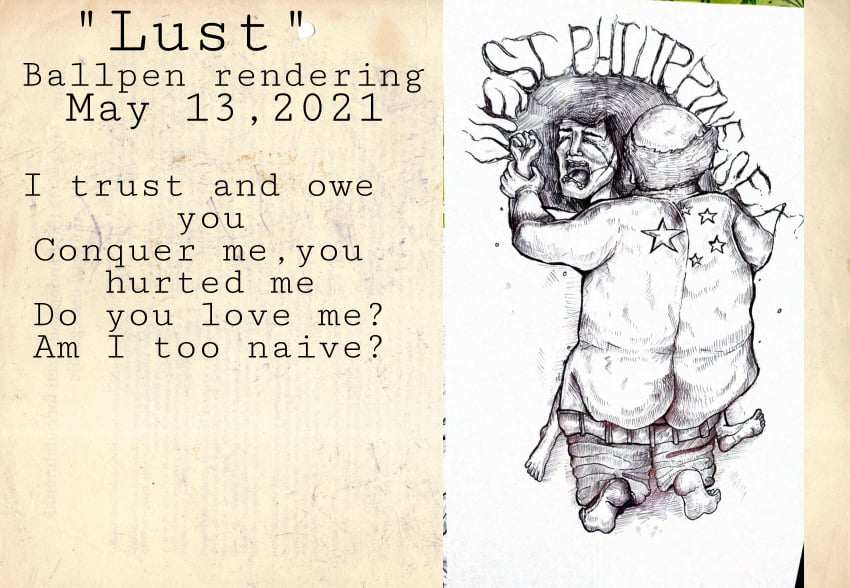 "Lust"
Ballpen rendering
May 13,2021
I trust and owe
you
Conquer me,you
hurted me
Do you love me?
Am I too naive?
WEST PHILIPPINE SEA